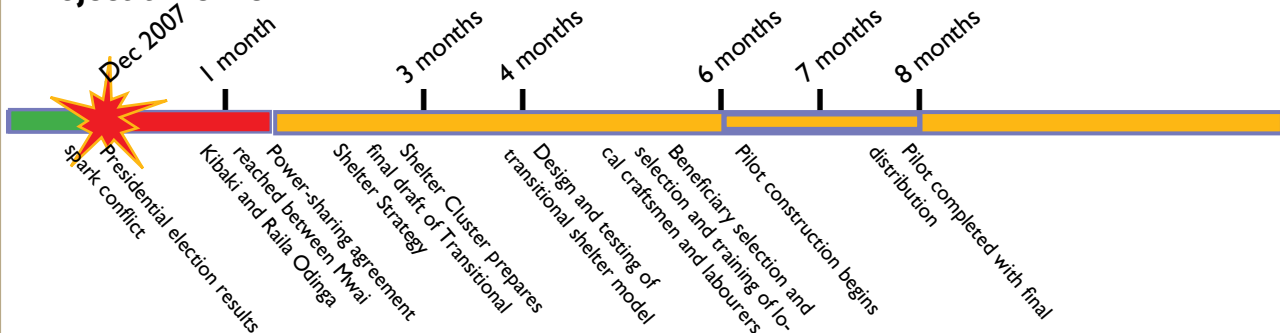 Dec 2007
1 month
3 months
4 months
6 months
7 months
8 months
Presidential election results
spark conflict
Power-sharing agreement
reached between Mwai
Kibaki and Raila Odinga
Shelter Cluster prepares
final draft of Transitional
Shelter Strategy
Design and testing of
transitional shelter model
Beneficiary selection and
selection and training of lo-
cal craftsmen and labourers
Pilot construction begins
Pilot completed with final
distribution